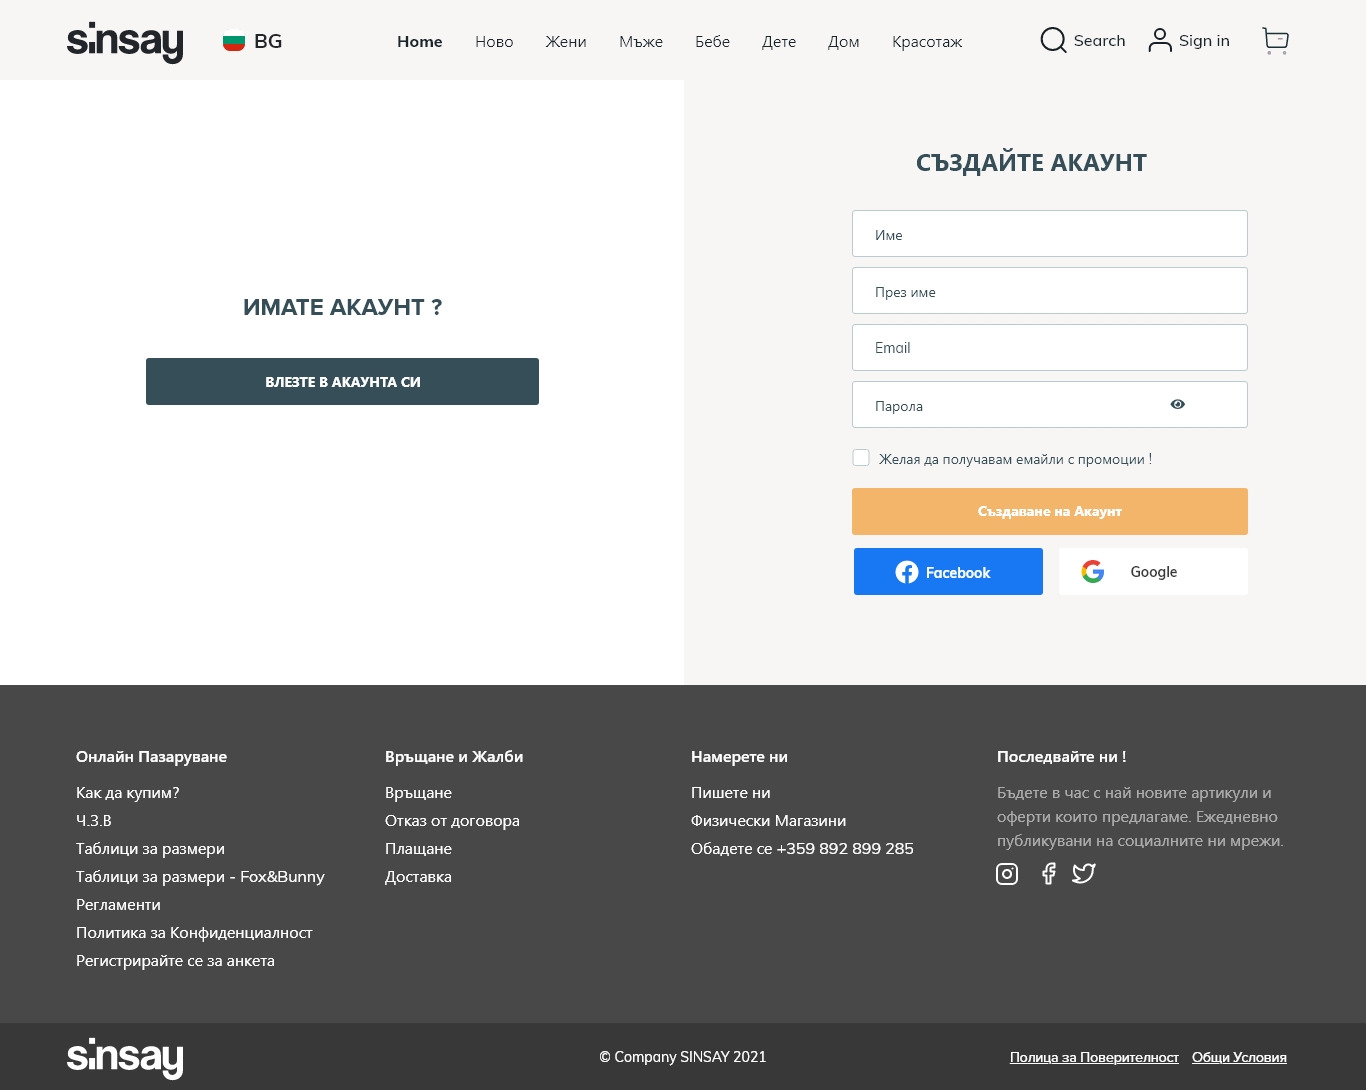 sinsay
BG
Home
Ново
Жени
Мъже
Бебе
Дете
Дом
Красотаж
Search
Sign in
ИМАТЕ АКАУНТ ?
ВЛЕЗТЕ В АКАУНТА СИ
СЪЗДАЙТЕ АКАУНТ
Име
През име
Email
Парола
Желая да получавам емайли с промоции !
Създаване на Акаунт
Facebook
Google
Онлайн Пазаруване
Как да купим?
Ч.З.В
Таблици за размери
Таблици за размери - Fox&Bunny
Регламенти
Политика за Конфиденциалност
Регистрирайте се за анкета
Връщане и Жалби
Връщане
Отказ от договора
Плащане
Доставка
Намерете ни
Пишете ни
Физически Магазини
Обадете се +359 892 899 285
Последвайте ни !
Бъдете в час с най новите артикули и
оферти които предлагаме. Ежедневно
публикувани на социалните ни мрежи.
sinsay
© Company SINSAY 2021
Полица за Поверителност
Общи Условия